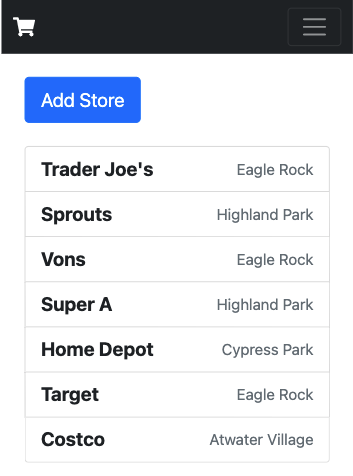 Add Store
Trader Joe's Eagle Rock
Sprouts Highland Park
Vons Eagle Rock
Super A Highland Park
Home Depot Cypress Park
Target Eagle Rock
Costco Atwater Village